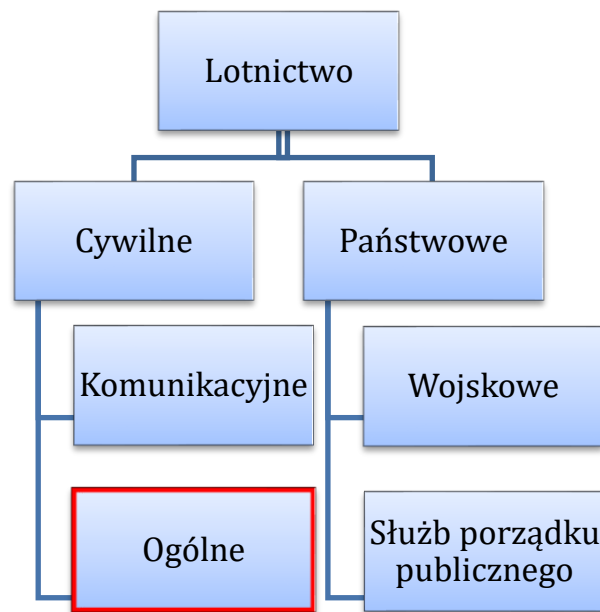 Lotnictwo
Cywilne
Państwowe
Komunikacyjne
Wojskowe
Ogólne
Służb porządku
publicznego